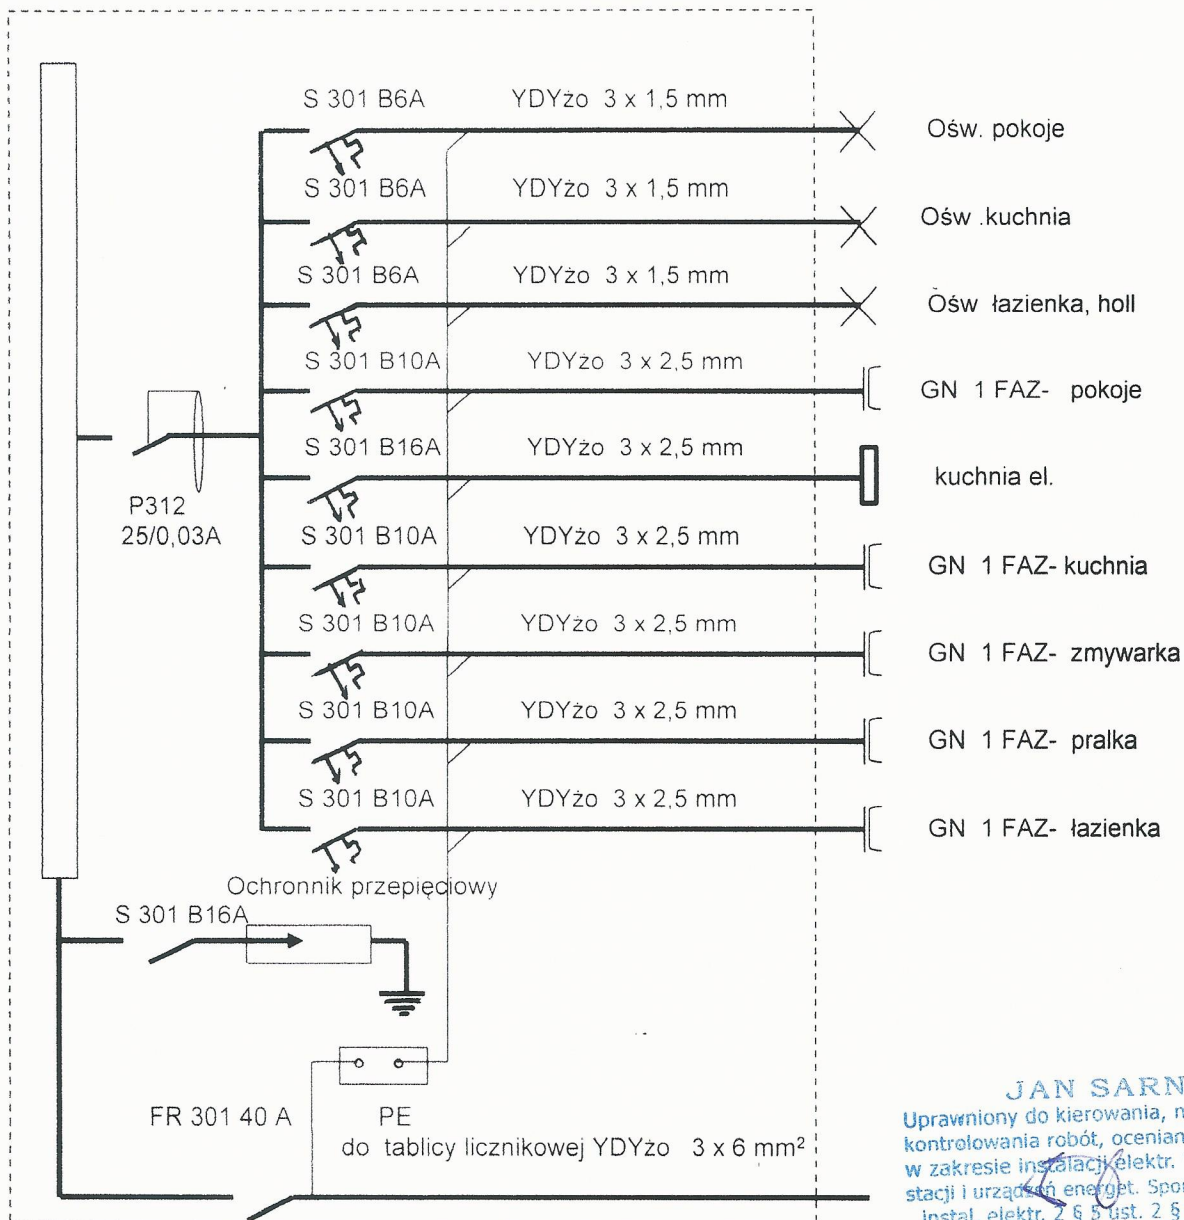 S 301 B6A YDYżo 3 x 1,5 mm Ośw. pokoje
S 301 B6A YDYżo 3 x 1,5 mm Ośw .kuchnia
S 301 B6A YDYżo 3 x 1,5 mm Ośw łazienka, holl
S 301 B10A YDYżo 3 x 2,5 mm GN 1 FAZ- pokoje
S 301 B16A YDYżo 3 x 2,5 mm kuchnia el.
P312
25/0,03A
S 301 B10A YDYżo 3 x 2,5 mm GN 1 FAZ- kuchnia
S 301 B10A YDYżo 3 x 2,5 mm GN 1 FAZ- zmywarka
S 301 B10A YDYżo 3 x 2,5 mm GN 1 FAZ- pralka
S 301 B10A YDYżo 3 x 2,5 mm GN 1 FAZ- łazienka
Ochronnik przepięciowy
S 301 B16A
FR 301 40 A PE
do tablicy licznikowej YDYżo 3 x 6 mm²
JAN SARN
Uprawniony do kierowania, n
kontrolowania robót, ocenian
w zakresie instalacji elektr.
stacji i urządzeń energet. Spor
instal. elektr. 2 § 5 ust. 2 §